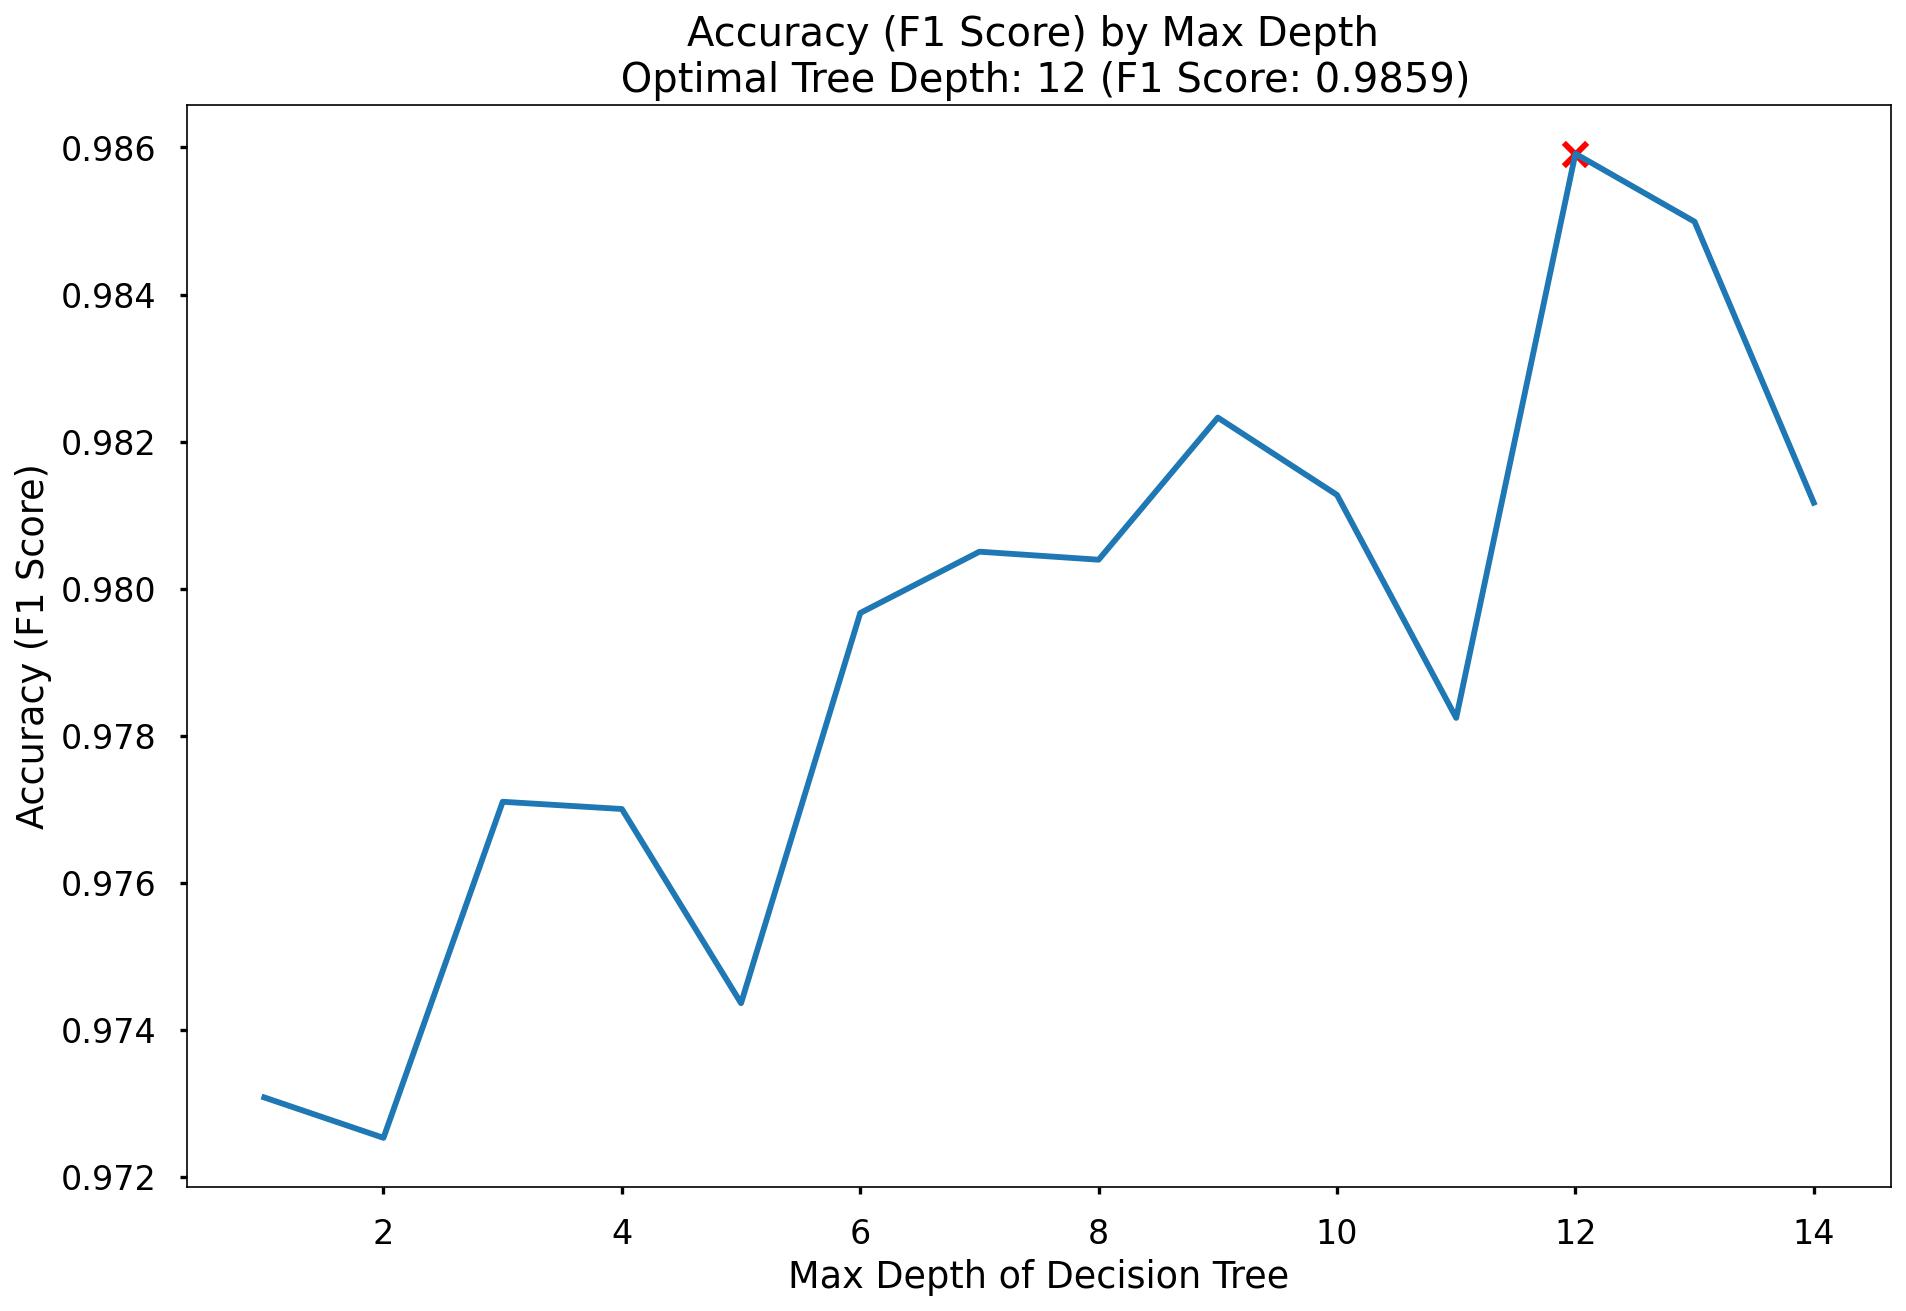 Accuracy (F1 Score) by Max Depth
Optimal Tree Depth: 12 (F1 Score: 0.9859)
Accuracy (F1 Score)
0.986
0.984
0.982
0.980
0.978
0.976
0.974
0.972
2 4 6 8 10 12 14
Max Depth of Decision Tree